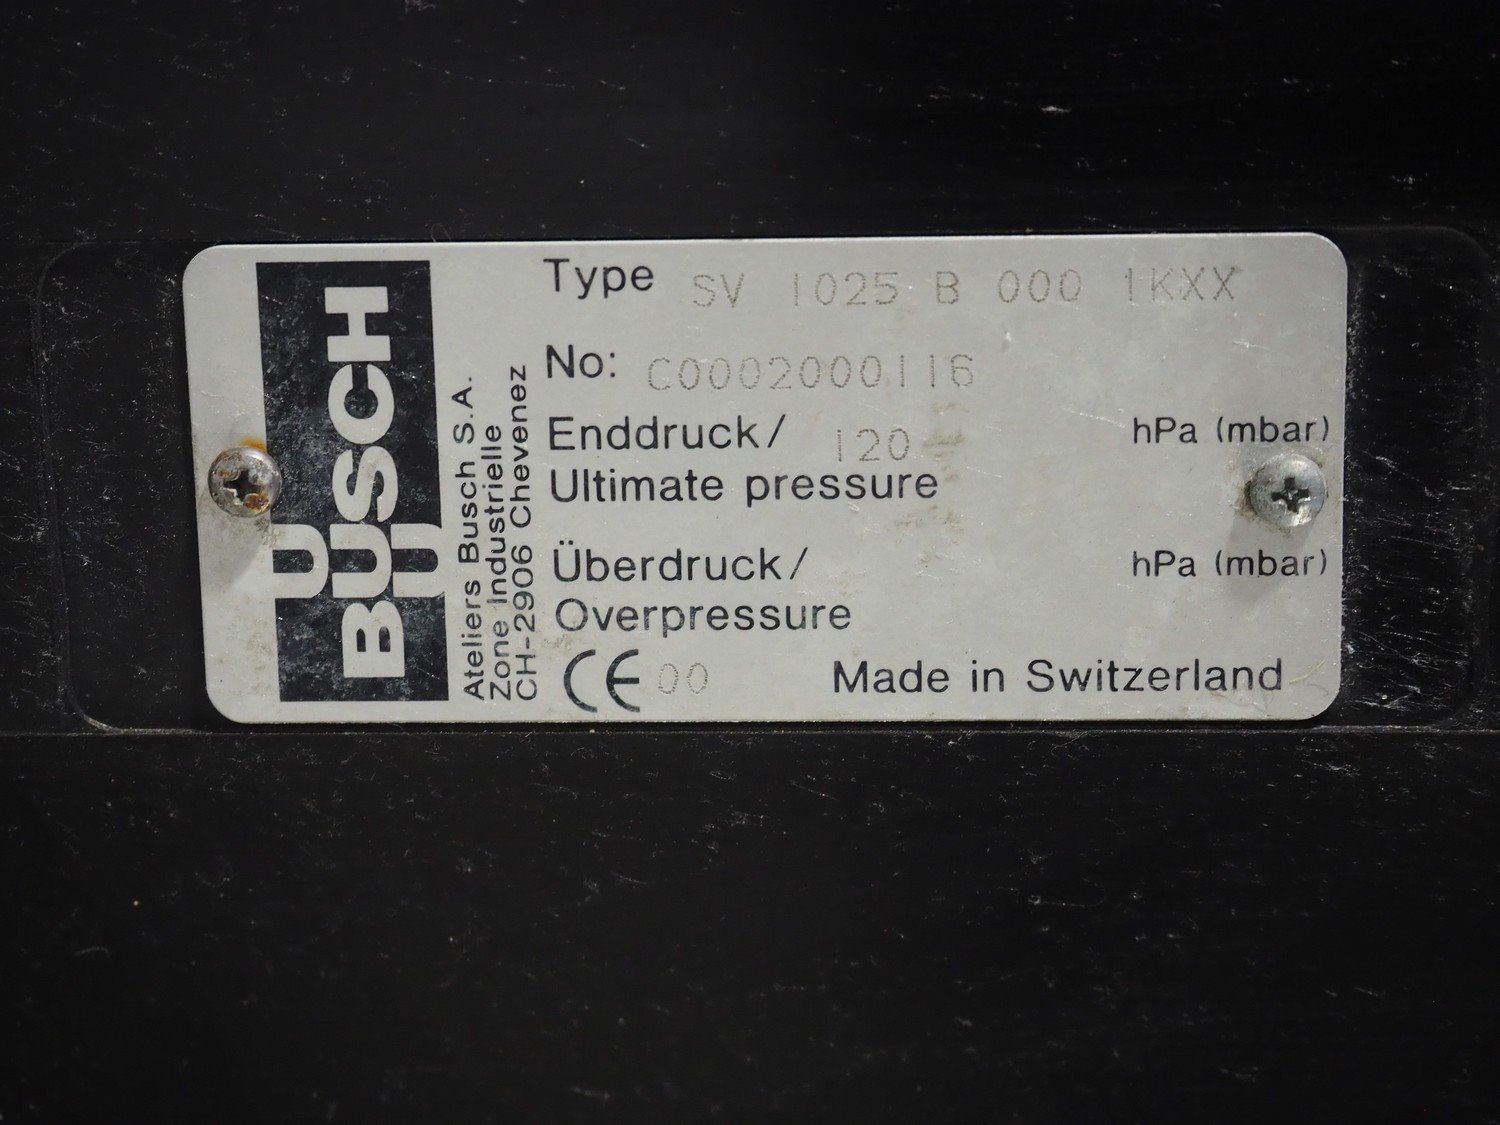 BUSCH
Ateliers Busch S.A.
Zone Industrielle
CH-2906 Chevenez
Type SV 1025 B 000 1KXX
No: C0002000116
Enddruck/ 120 hPa (mbar)
Ultimate pressure
Überdruck/ hPa (mbar)
Overpressure
CE 00 Made in Switzerland